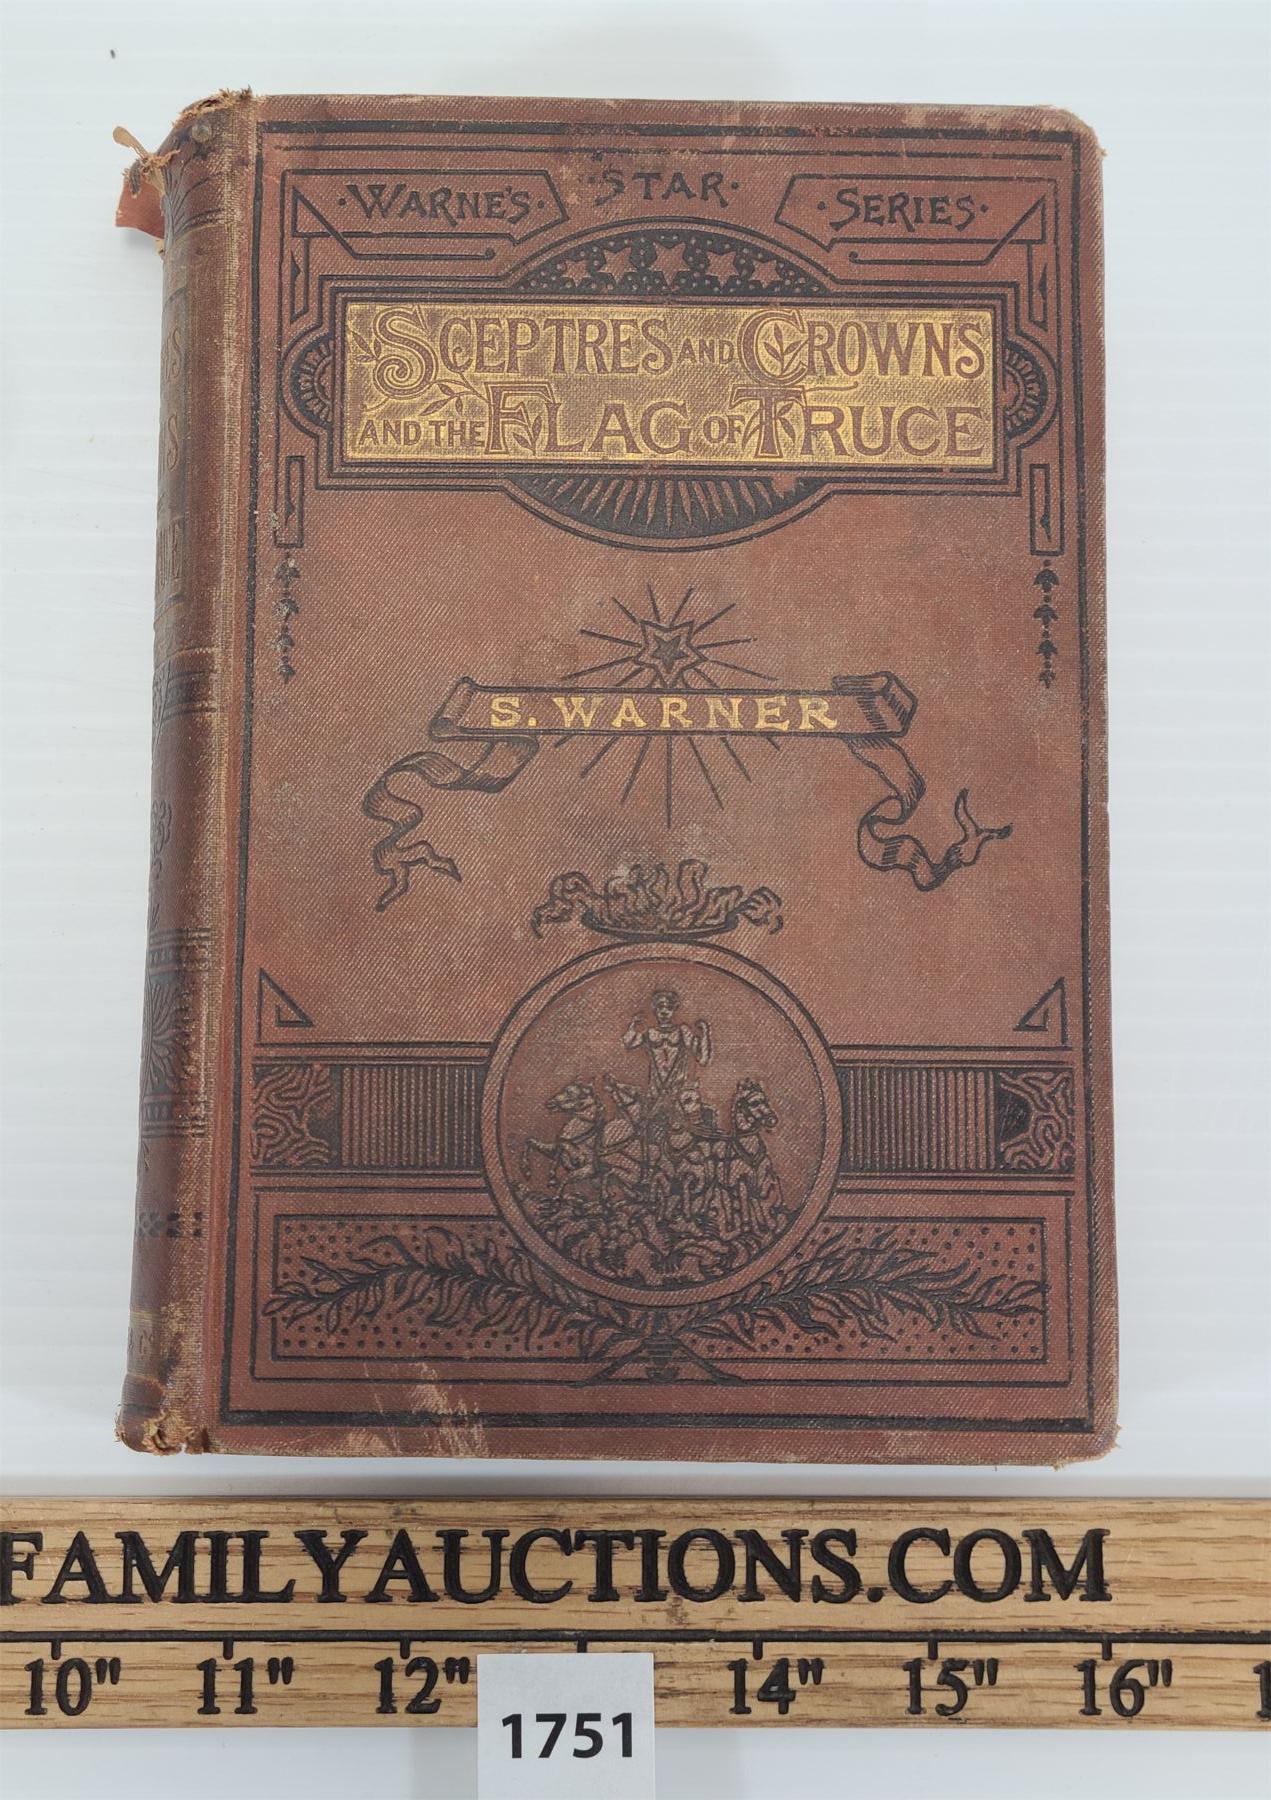 ·WARNE'S· ·STAR· ·SERIES·
SCEPTRES AND CROWNS
AND THE FLAG OF TRUCE
S. WARNER
FAMILYAUCTIONS.COM
10" 11" 12" 14" 15" 16"
1751